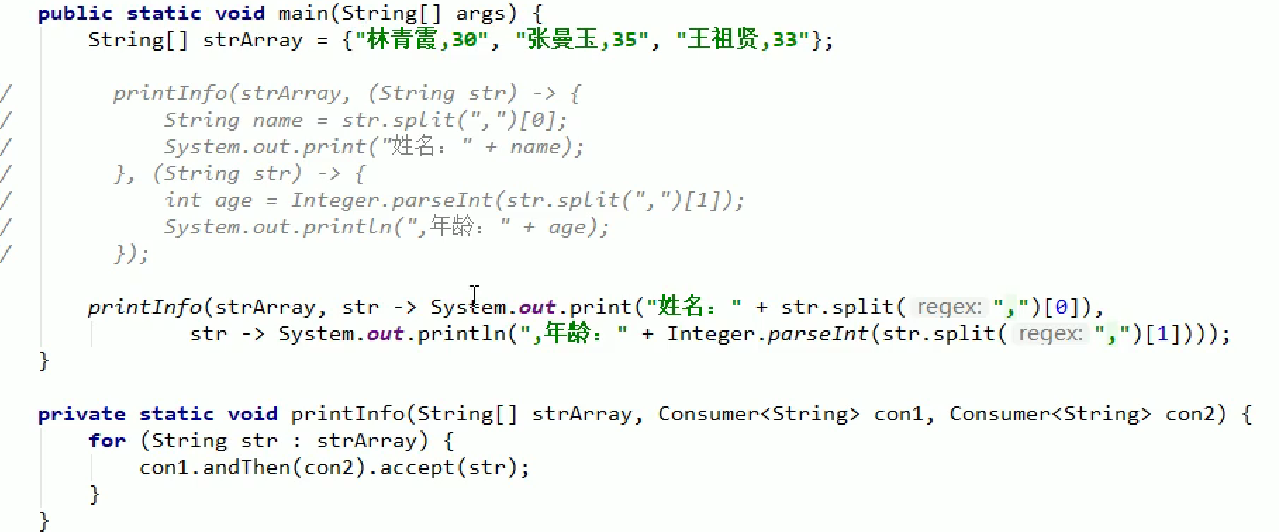 public static void main(String[] args) {
String[] strArray = {"林青霞,30", "张曼玉,35", "王祖贤,33"};
/ printInfo(strArray, (String str) -> {
/ String name = str.split(",")[0];
/ System.out.print("姓名：" + name);
/ }, (String str) -> {
/ int age = Integer.parseInt(str.split(",")[1]);
/ System.out.println(",年龄：" + age);
/ });
printInfo(strArray, str -> System.out.print("姓名：" + str.split( regex: ",")[0]),
str -> System.out.println(",年龄：" + Integer.parseInt(str.split( regex: ",")[1])));
}
private static void printInfo(String[] strArray, Consumer<String> con1, Consumer<String> con2) {
for (String str : strArray) {
con1.andThen(con2).accept(str);
}
}